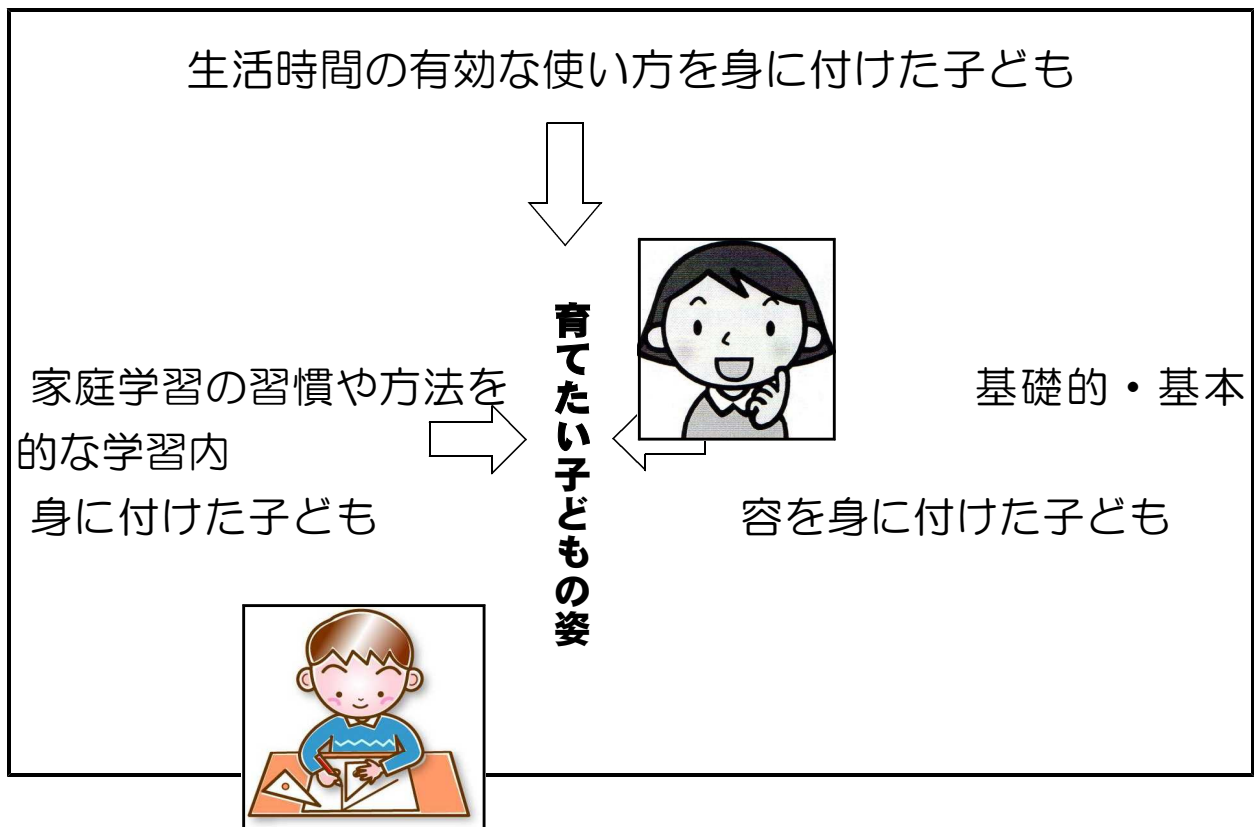 生活時間の有効な使い方を身に付けた子ども
育てたい子どもの姿
家庭学習の習慣や方法を 基礎的・基本
的な学習内
身に付けた子ども 容を身に付けた子ども